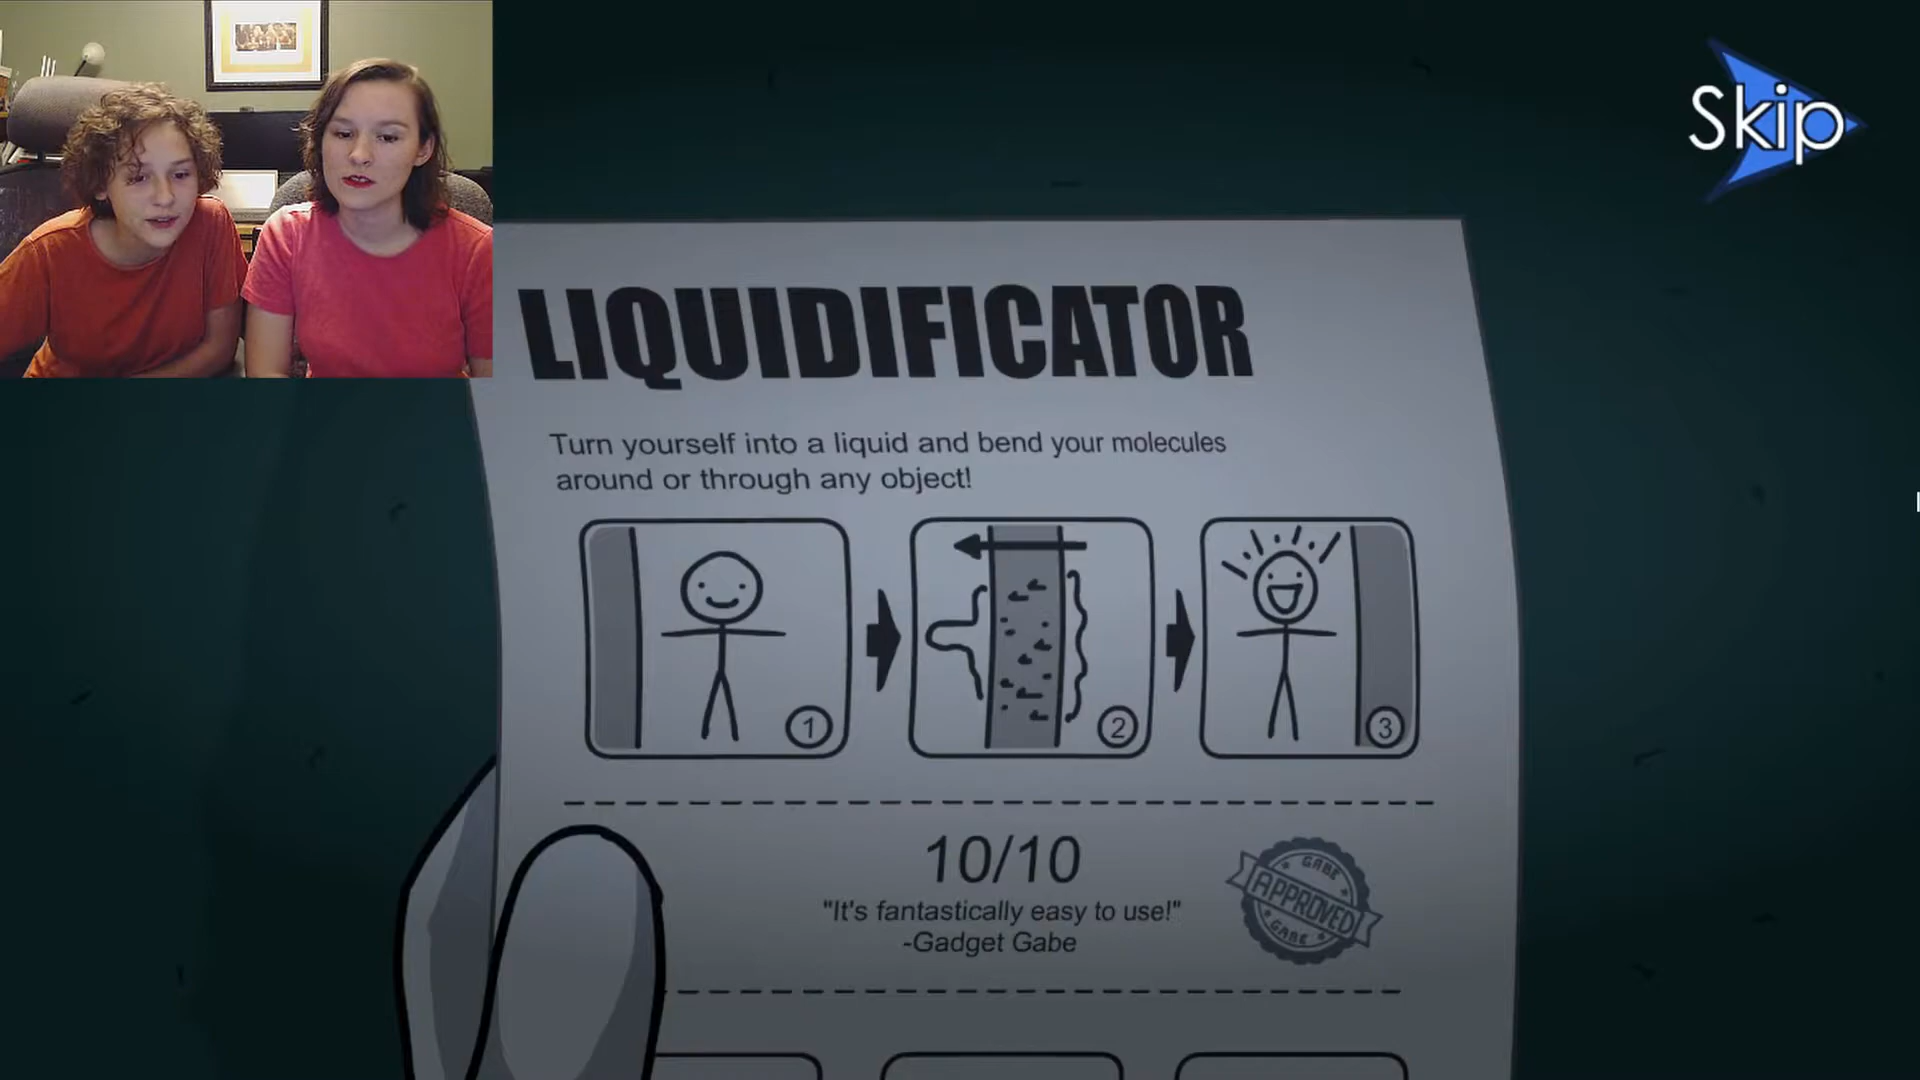 Skip
LIQUIDIFICATOR
Turn yourself into a liquid and bend your molecules
around or through any object!
1
2
3
10/10
"It's fantastically easy to use!"
-Gadget Gabe
GABE
APPROVED
GABE